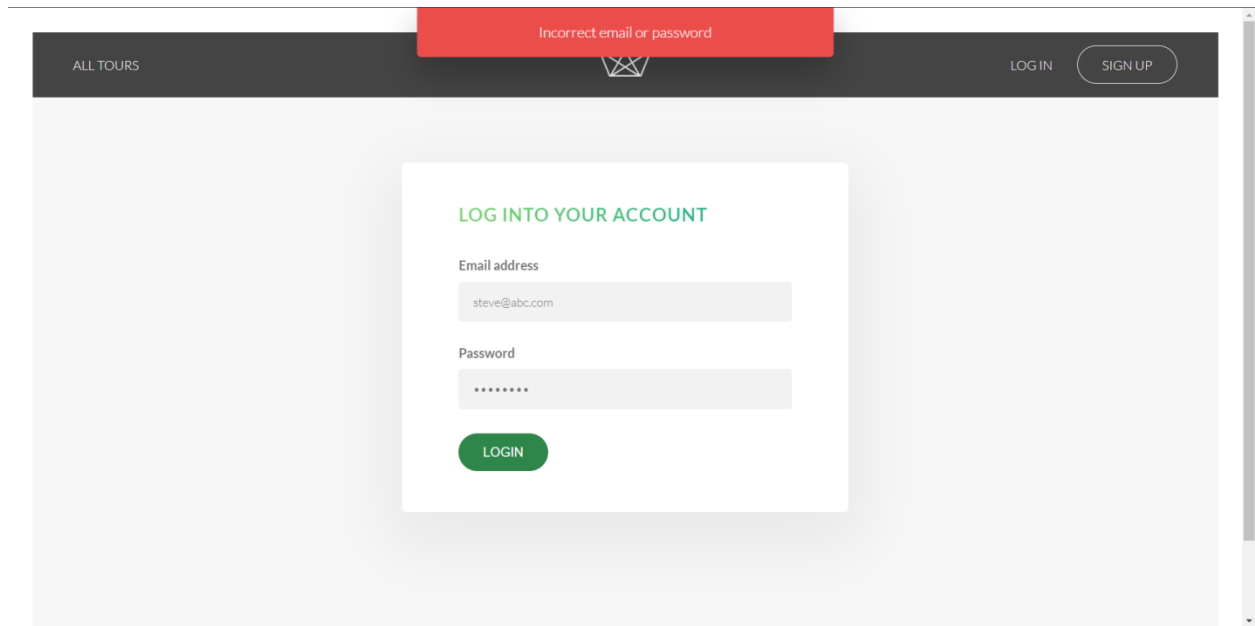 Incorrect email or password
ALL TOURS
LOG IN
SIGN UP
LOG INTO YOUR ACCOUNT
Email address
steve@abc.com
Password
••••••••
LOGIN